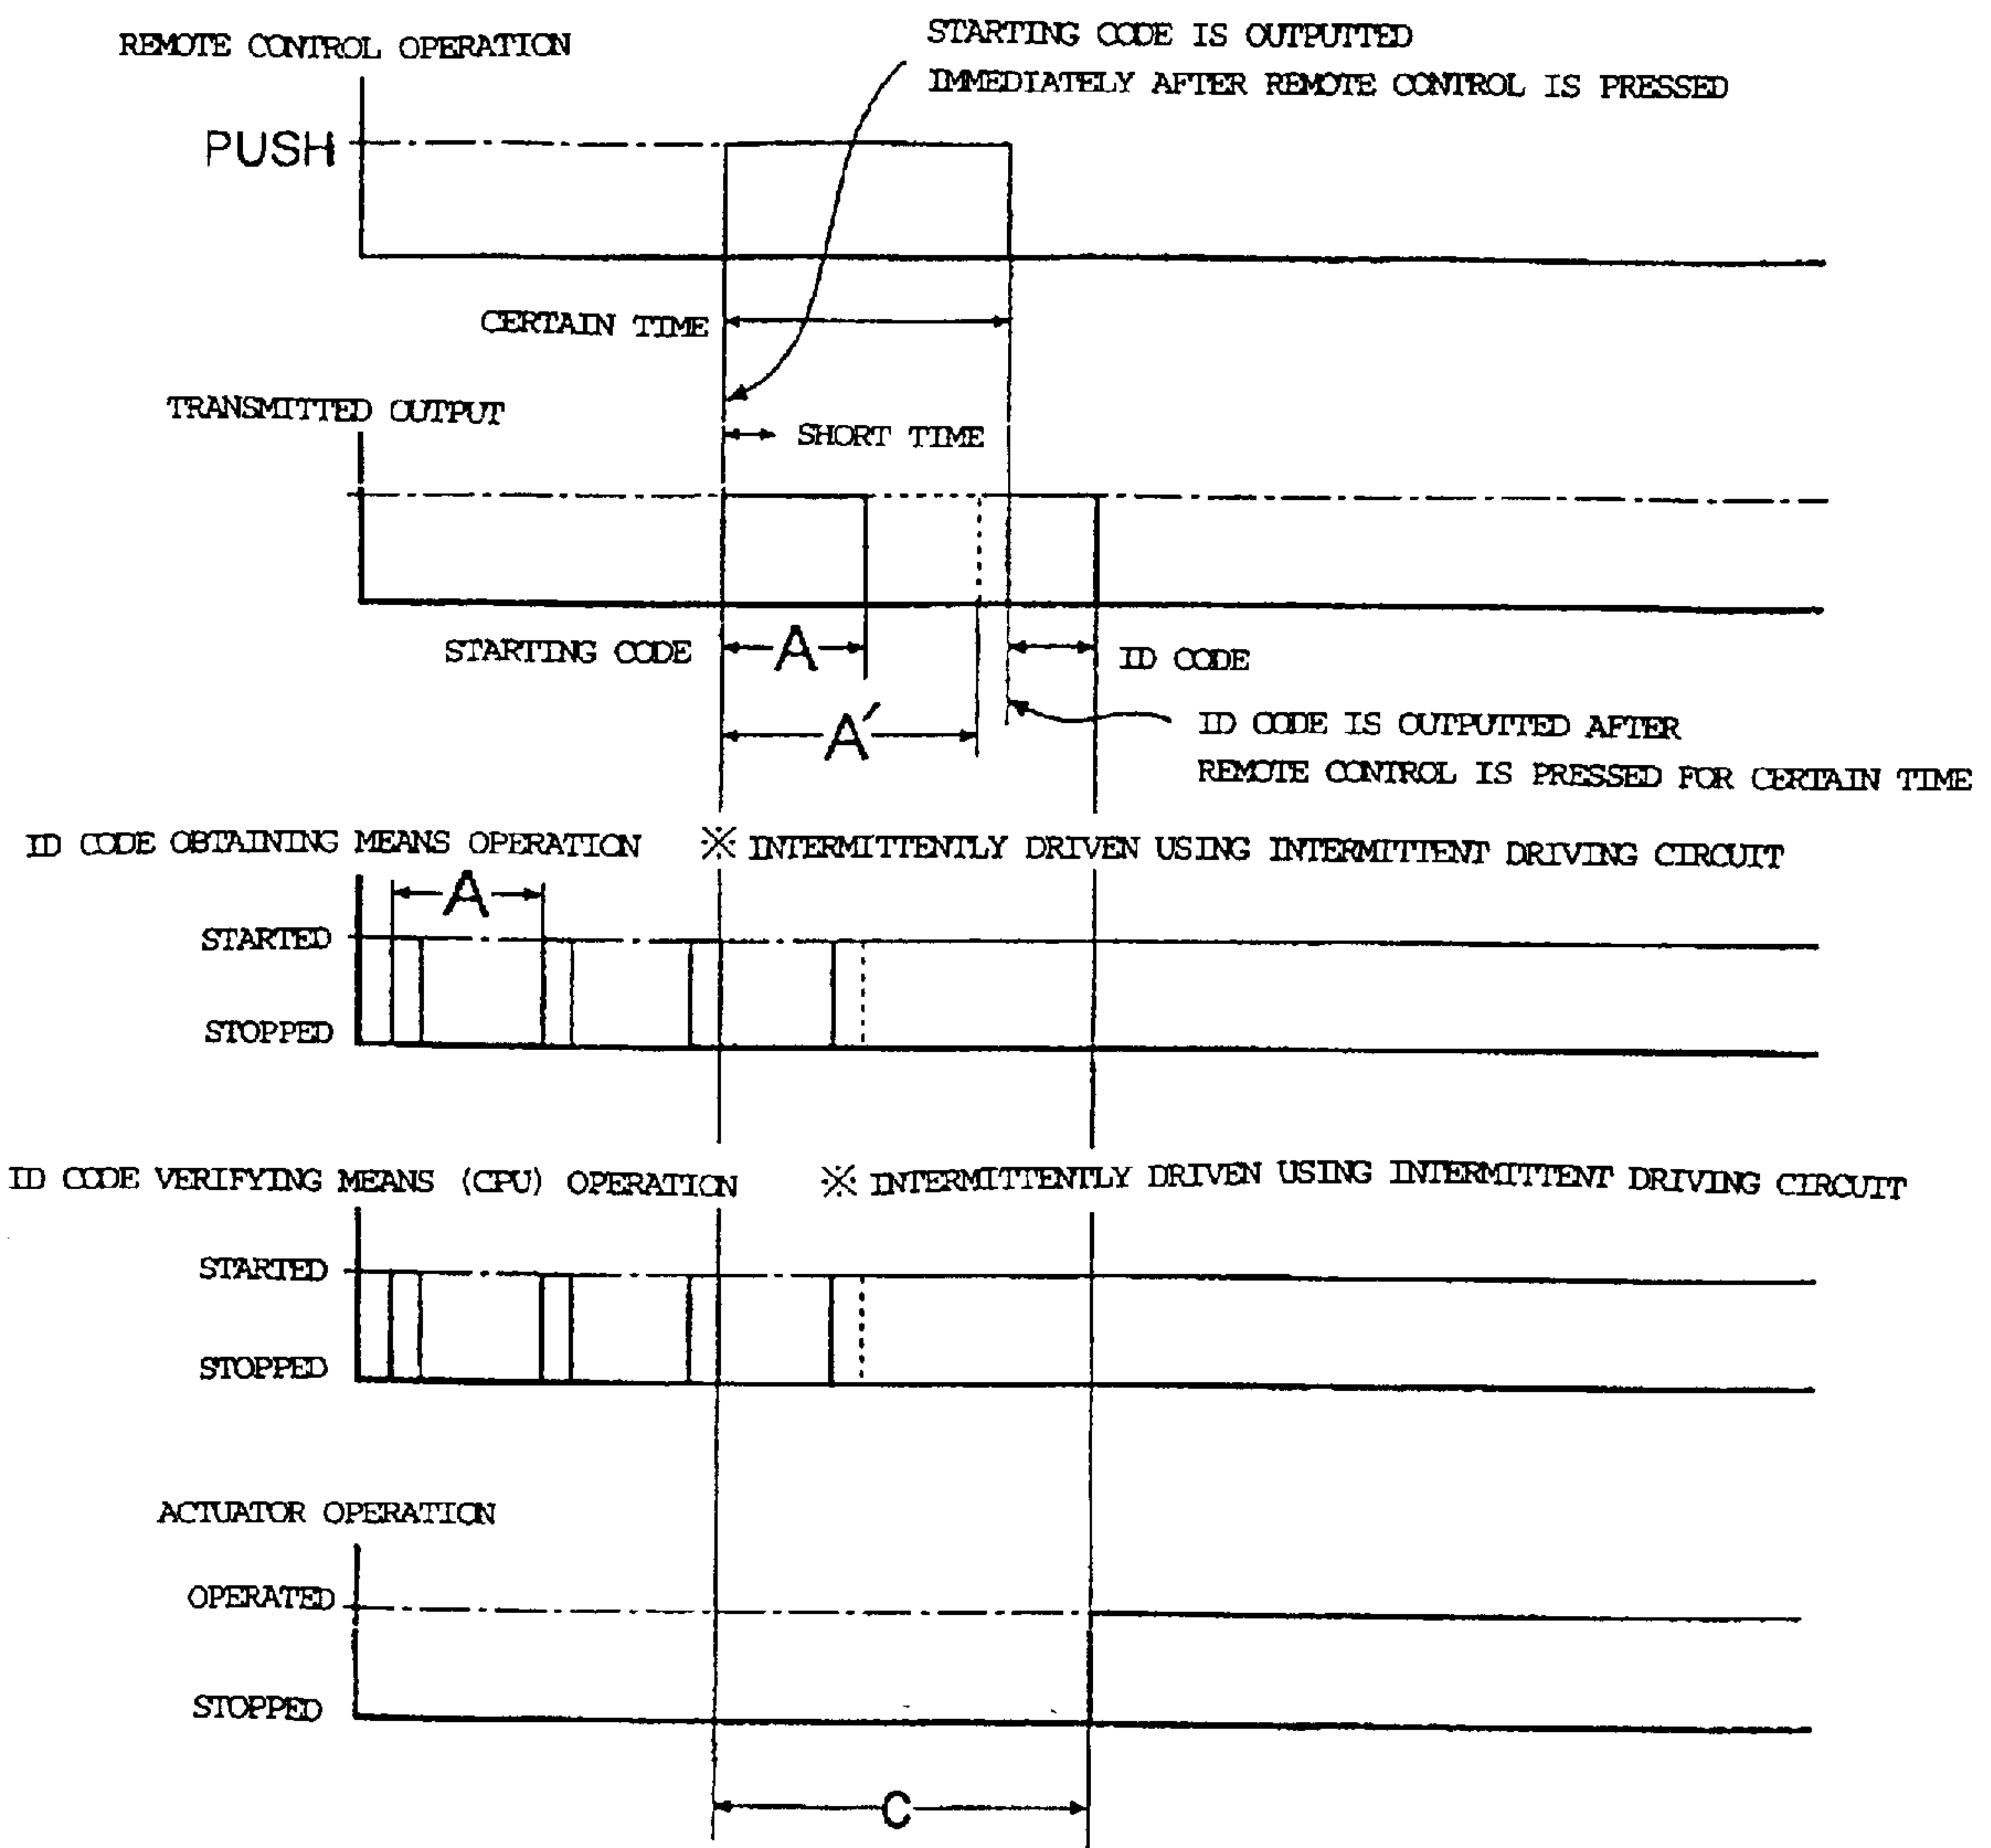 REMOTE CONTROL OPERATION
STARTING CODE IS OUTPUTTED
IMMEDIATELY AFTER REMOTE CONTROL IS PRESSED
PUSH
CERTAIN TIME
TRANSMITTED OUTPUT
SHORT TIME
STARTING CODE
A
ID CODE
A′
ID CODE IS OUTPUTTED AFTER
REMOTE CONTROL IS PRESSED FOR CERTAIN TIME
ID CODE OBTAINING MEANS OPERATION ※ INTERMITTENTLY DRIVEN USING INTERMITTENT DRIVING CIRCUIT
A
STARTED
STOPPED
ID CODE VERIFYING MEANS (CPU) OPERATION ※ INTERMITTENTLY DRIVEN USING INTERMITTENT DRIVING CIRCUIT
STARTED
STOPPED
ACTUATOR OPERATION
OPERATED
STOPPED
C